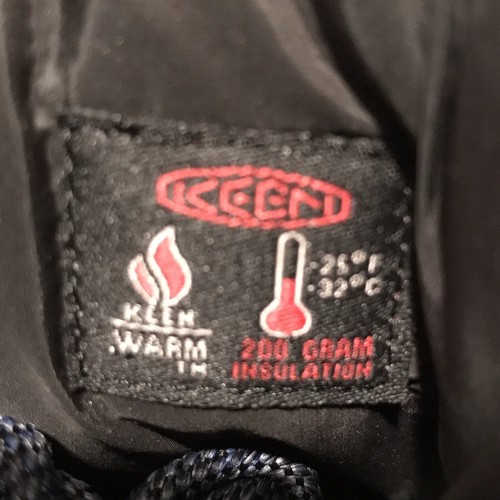 KEEN
-25°F
-32°C
KEEN
.WARM
TM
200 GRAM
INSULATION